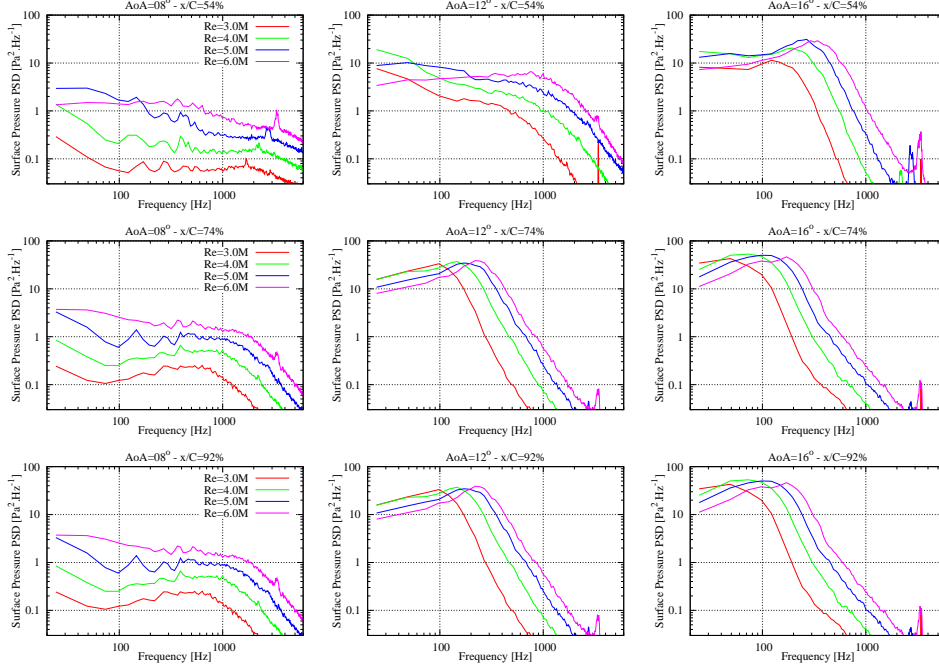 AoA=08° - x/C=54%
Surface Pressure PSD [Pa².Hz⁻¹]
100
10
1
0.1
100
1000
Frequency [Hz]
Re=3.0M
Re=4.0M
Re=5.0M
Re=6.0M
AoA=12° - x/C=54%
Surface Pressure PSD [Pa².Hz⁻¹]
100
10
1
0.1
100
1000
Frequency [Hz]
AoA=16° - x/C=54%
Surface Pressure PSD [Pa².Hz⁻¹]
100
10
1
0.1
100
1000
Frequency [Hz]
AoA=08° - x/C=74%
Surface Pressure PSD [Pa².Hz⁻¹]
100
10
1
0.1
100
1000
Frequency [Hz]
Re=3.0M
Re=4.0M
Re=5.0M
Re=6.0M
AoA=12° - x/C=74%
Surface Pressure PSD [Pa².Hz⁻¹]
100
10
1
0.1
100
1000
Frequency [Hz]
AoA=16° - x/C=74%
Surface Pressure PSD [Pa².Hz⁻¹]
100
10
1
0.1
100
1000
Frequency [Hz]
AoA=08° - x/C=92%
Surface Pressure PSD [Pa².Hz⁻¹]
100
10
1
0.1
100
1000
Frequency [Hz]
Re=3.0M
Re=4.0M
Re=5.0M
Re=6.0M
AoA=12° - x/C=92%
Surface Pressure PSD [Pa².Hz⁻¹]
100
10
1
0.1
100
1000
Frequency [Hz]
AoA=16° - x/C=92%
Surface Pressure PSD [Pa².Hz⁻¹]
100
10
1
0.1
100
1000
Frequency [Hz]